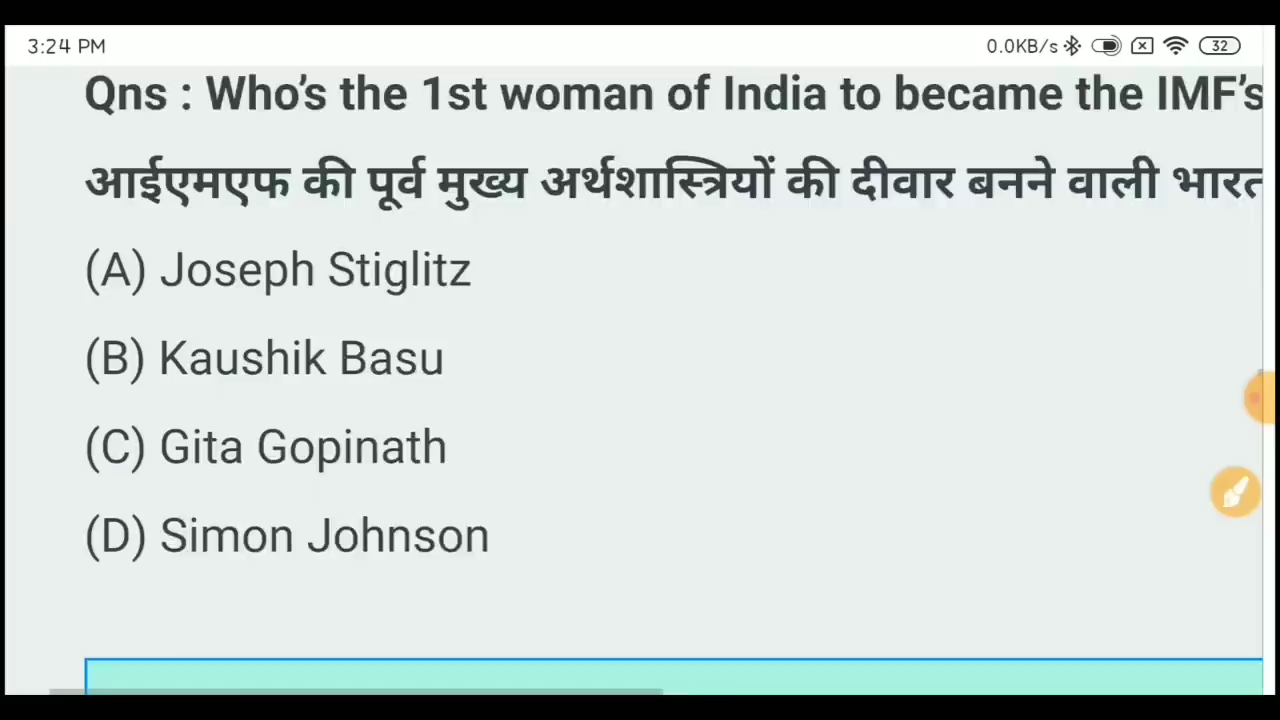 3:24 PM 0.0KB/s 32
Qns : Who’s the 1st woman of India to became the IMF’s
आईएमएफ की पूर्व मुख्य अर्थशास्त्रियों की दीवार बनने वाली भारत
(A) Joseph Stiglitz
(B) Kaushik Basu
(C) Gita Gopinath
(D) Simon Johnson